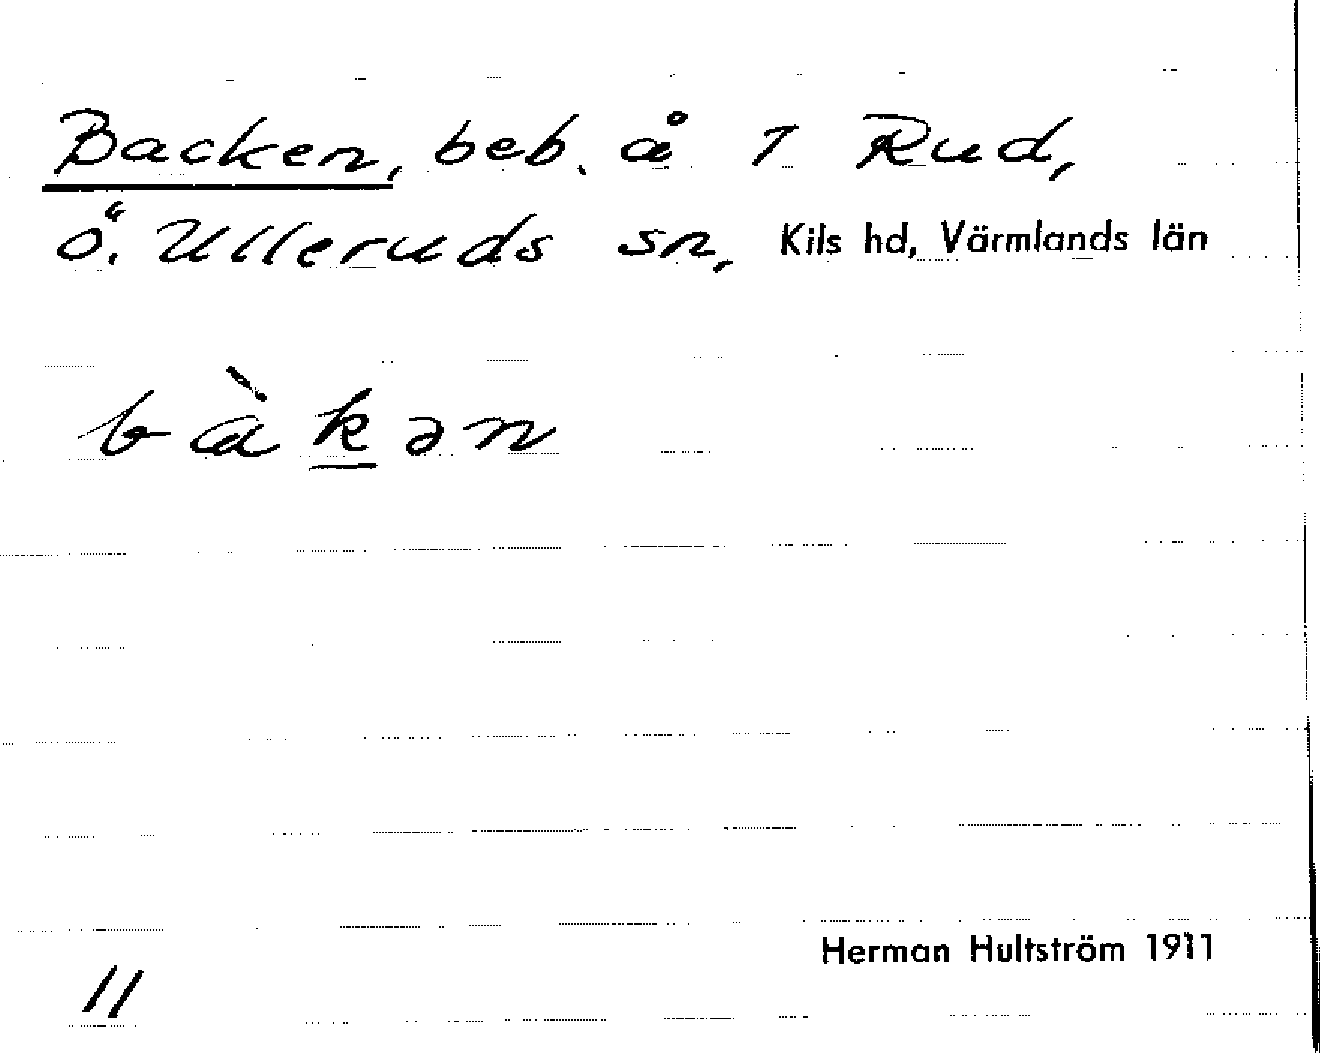 Backen, beb. å 1 Rud,
Ö. Ulleruds sn, Kils hd, Värmlands län
bàkən
Herman Hultström 1911
11